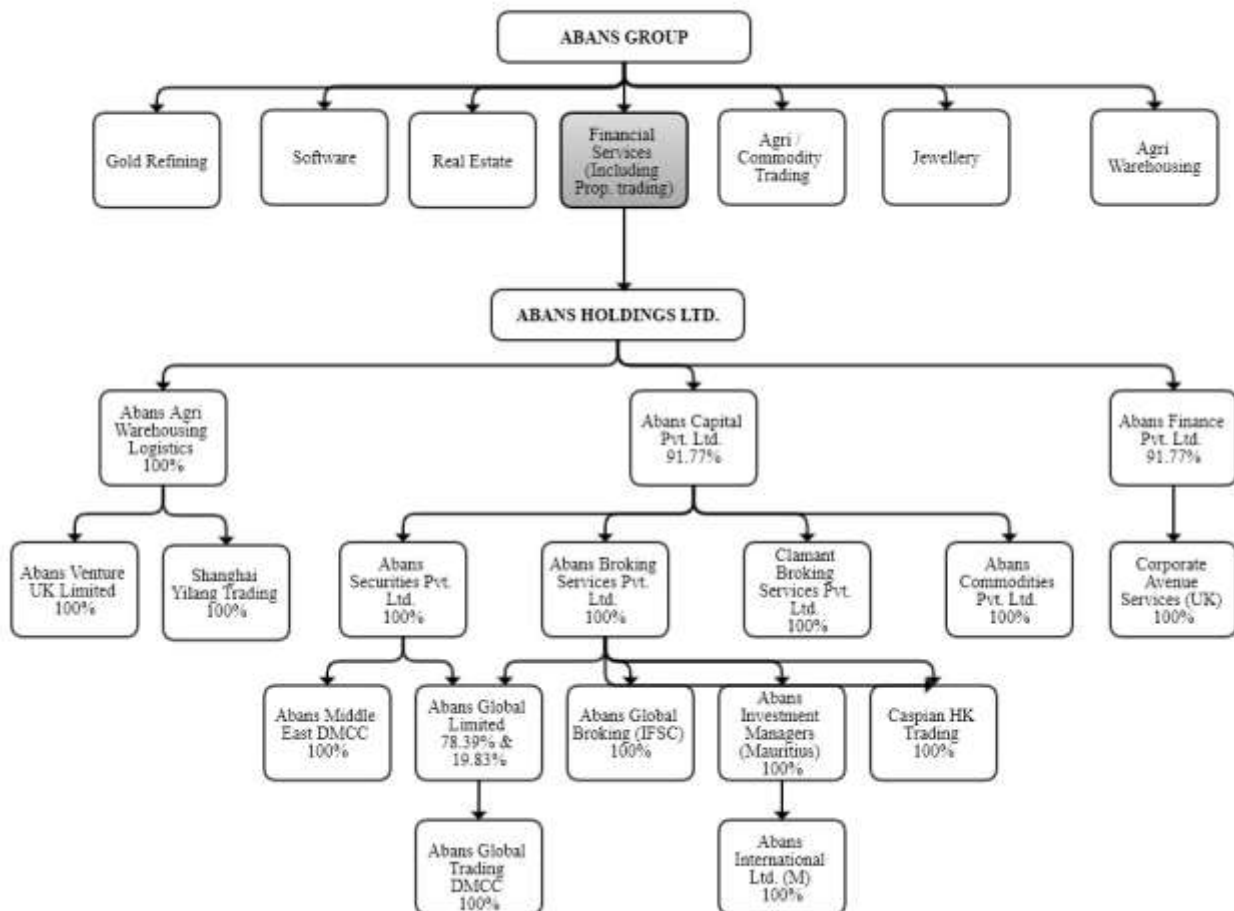 ABANS GROUP
Gold Refining
Software
Real Estate
Financial
Services
(Including
Prop. trading)
Agri /
Commodity
Trading
Jewellery
Agri
Warehousing
ABANS HOLDINGS LTD.
Abans Agri
Warehousing
Logistics
100%
Abans Capital
Pvt. Ltd.
91.77%
Abans Finance
Pvt. Ltd.
91.77%
Abans Venture
UK Limited
100%
Shanghai
Yilang Trading
100%
Abans
Securities Pvt.
Ltd.
100%
Abans Broking
Services Pvt.
Ltd.
100%
Clamant
Broking
Services Pvt.
Ltd.
100%
Abans
Commodities
Pvt. Ltd.
100%
Corporate
Avenue
Services (UK)
100%
Abans Middle
East DMCC
100%
Abans Global
Limited
78.39% &
19.83%
Abans Global
Broking (IFSC)
100%
Abans
Investment
Managers
(Mauritius)
100%
Caspian HK
Trading
100%
Abans Global
Trading
DMCC
100%
Abans
International
Ltd. (M)
100%